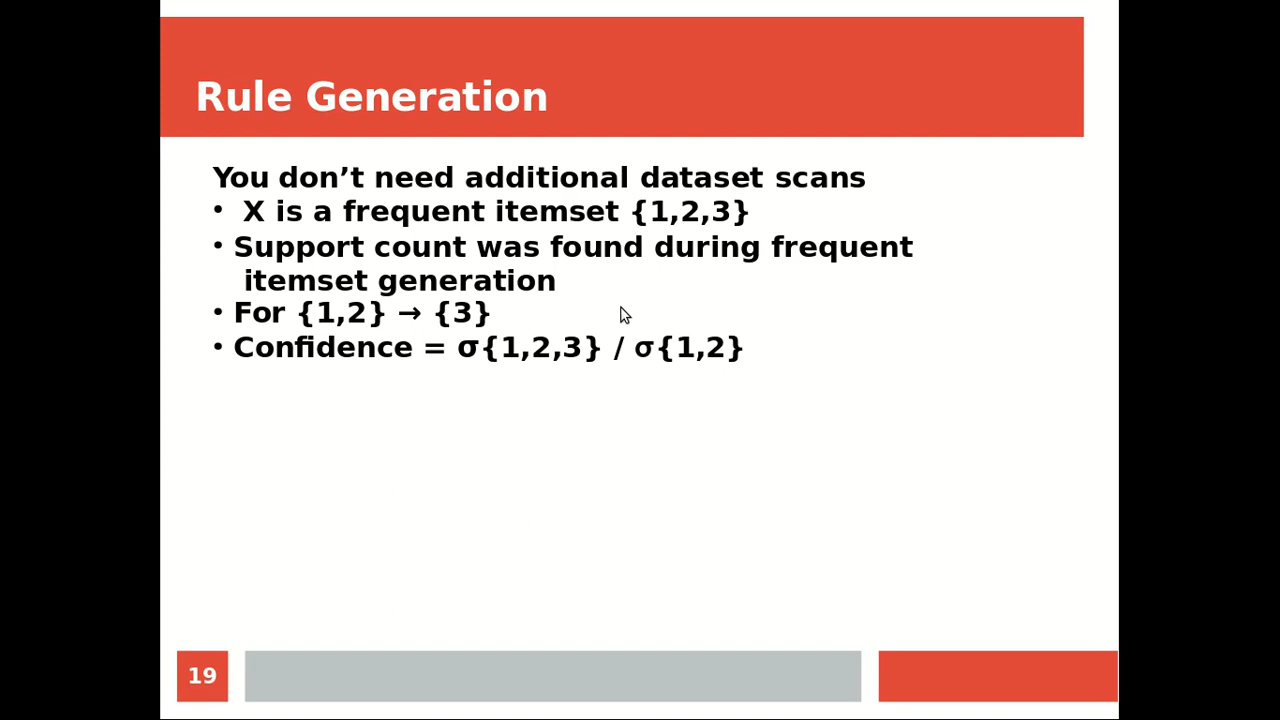 Rule Generation
You don’t need additional dataset scans
• X is a frequent itemset {1,2,3}
• Support count was found during frequent
itemset generation
• For {1,2} → {3}
• Confidence = σ{1,2,3} / σ{1,2}
19